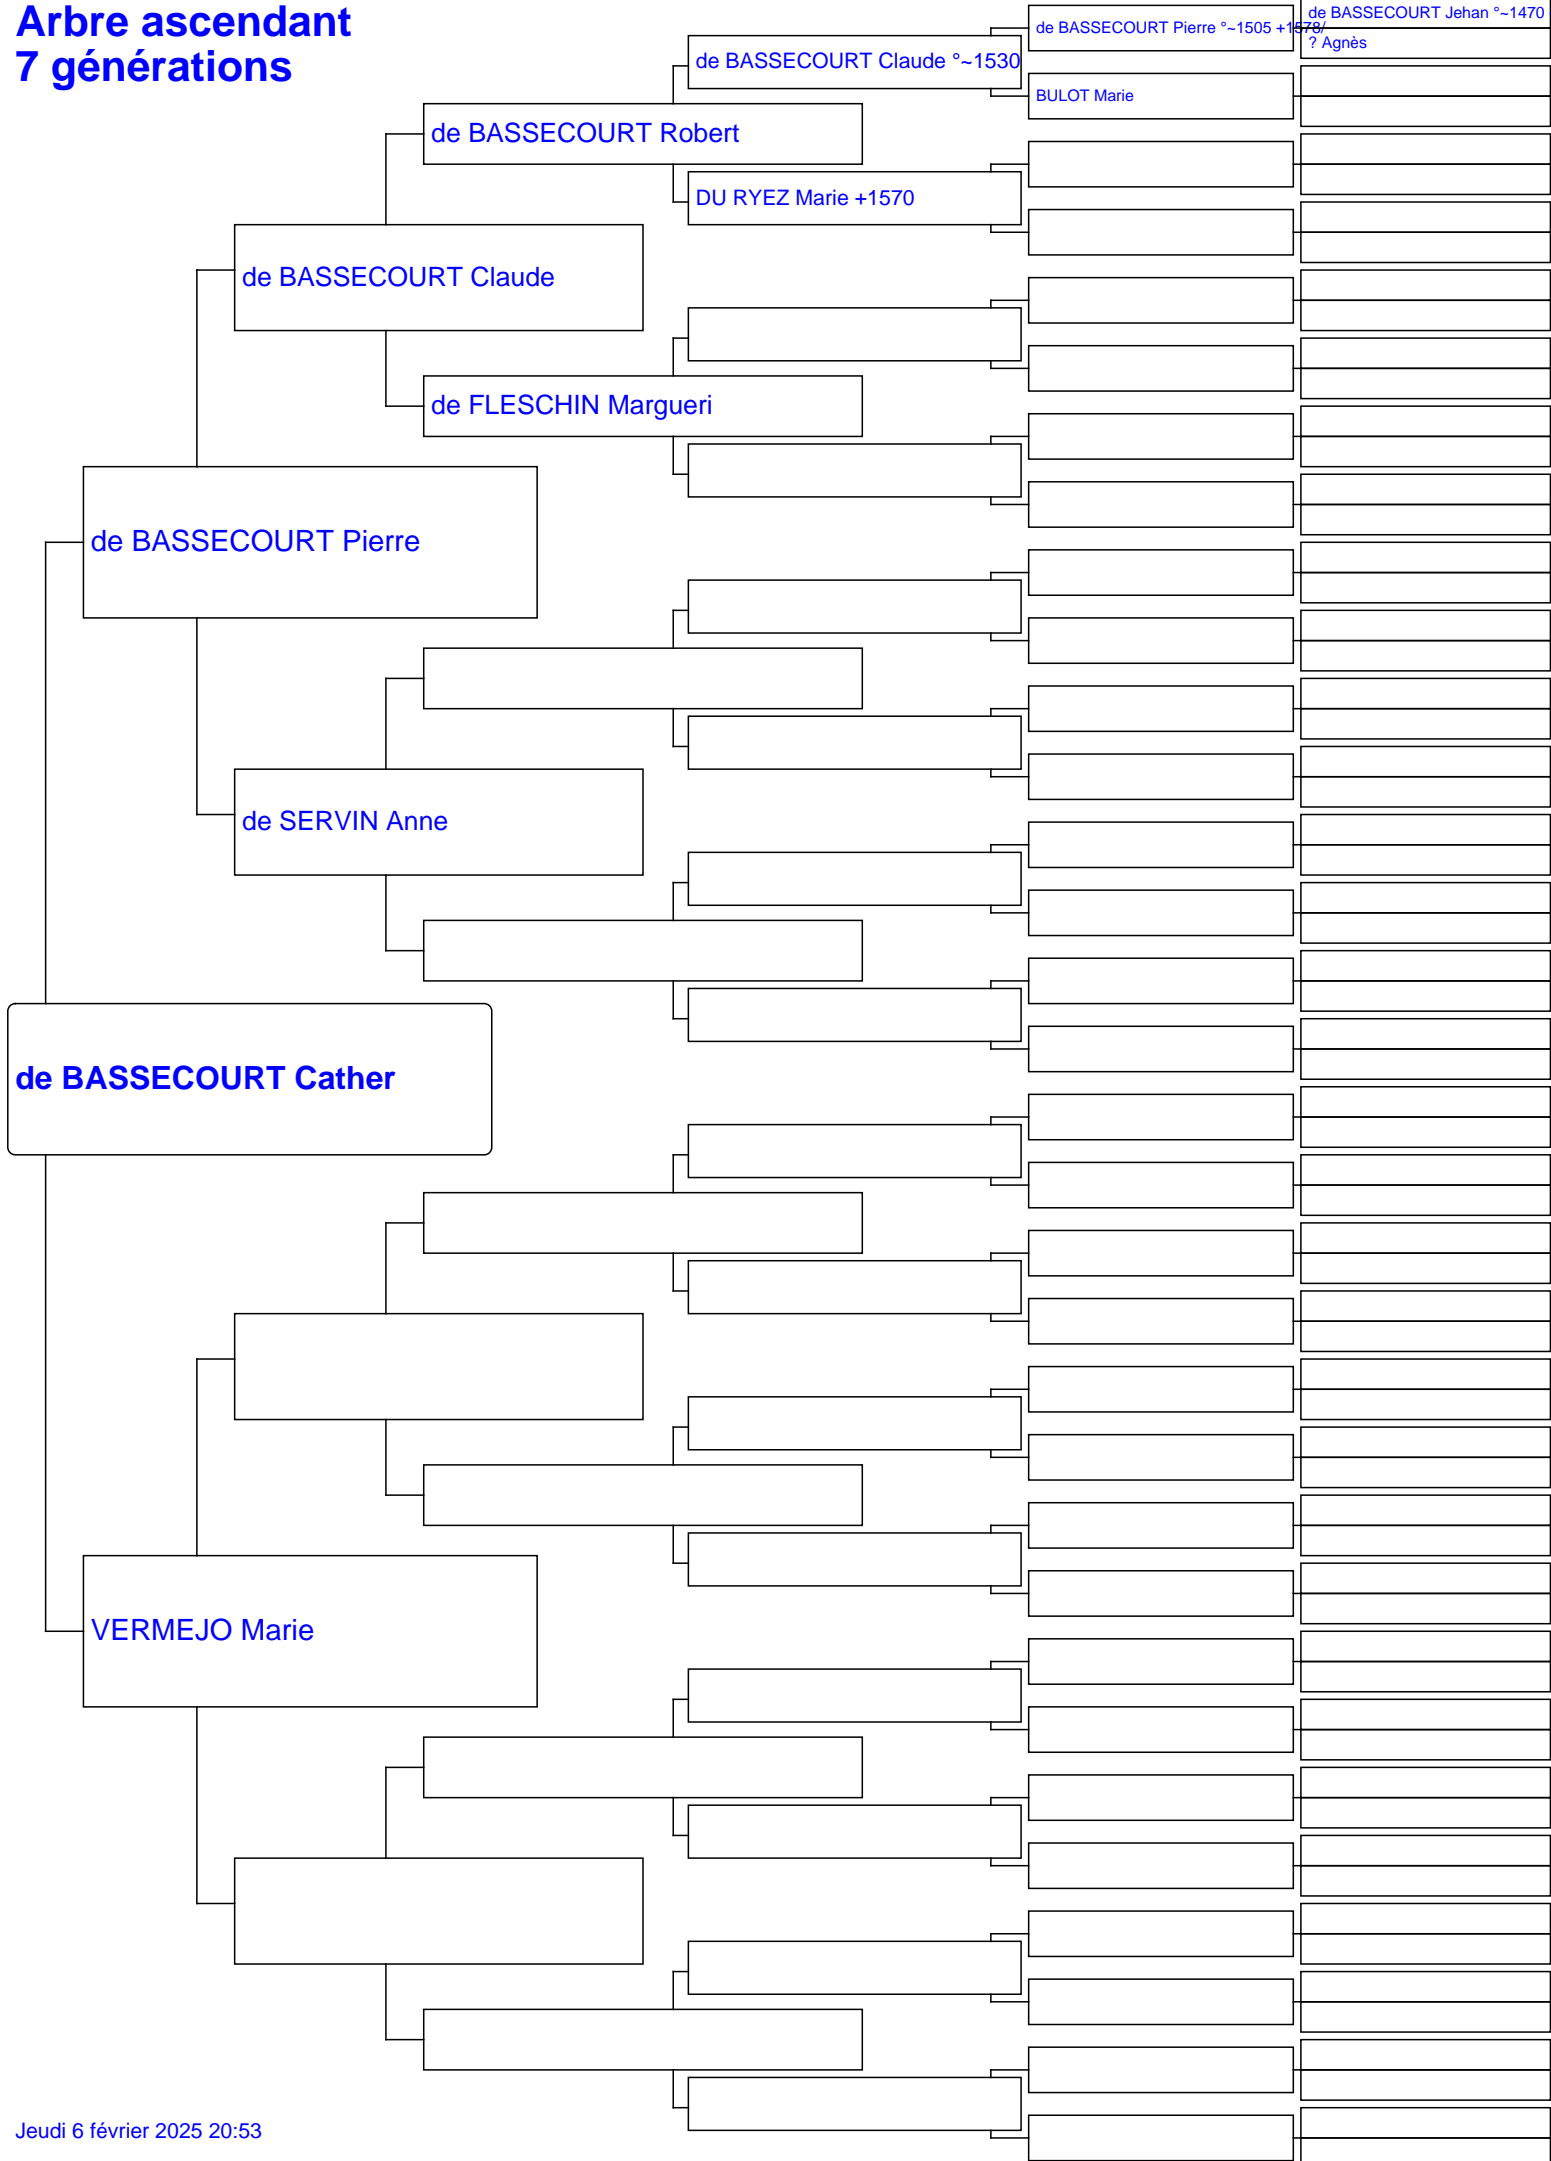 Arbre ascendant
7 générations
de BASSECOURT Jehan °~1470
de BASSECOURT Pierre °~1505 +1578/
? Agnès
de BASSECOURT Claude °~1530
BULOT Marie
de BASSECOURT Robert
DU RYEZ Marie +1570
de BASSECOURT Claude
de FLESCHIN Margueri
de BASSECOURT Pierre
de SERVIN Anne
de BASSECOURT Cather
VERMEJO Marie
Jeudi 6 février 2025 20:53